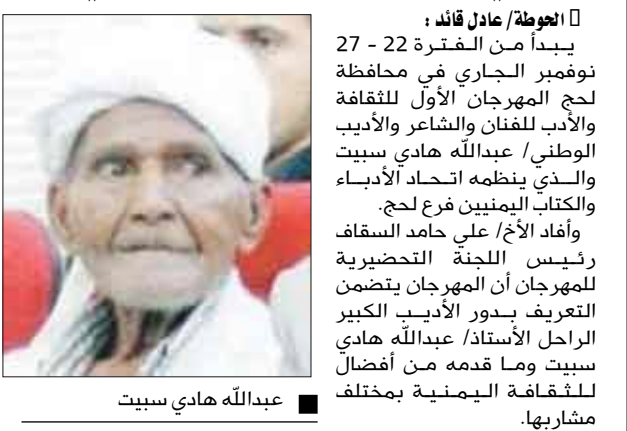 الحوطة/ عادل قائد :
يبدأ من الفترة 22 - 27
نوفمبر الجاري في محافظة
لحج المهرجان الأول للثقافة
والأدب للفنان والشاعر والأديب
الوطني/ عبدالله هادي سبيت
والذي ينظمه اتحاد الأدباء
والكتاب اليمنيين فرع لحج.
وأفاد الأخ/ علي حامد السقاف
رئيس اللجنة التحضيرية
للمهرجان أن المهرجان يتضمن
التعريف بدور الأديب الكبير
الراحل الأستاذ/ عبدالله هادي
سبيت وما قدمه من أفضال
للثقافة اليمنية بمختلف
مشاربها.
عبدالله هادي سبيت